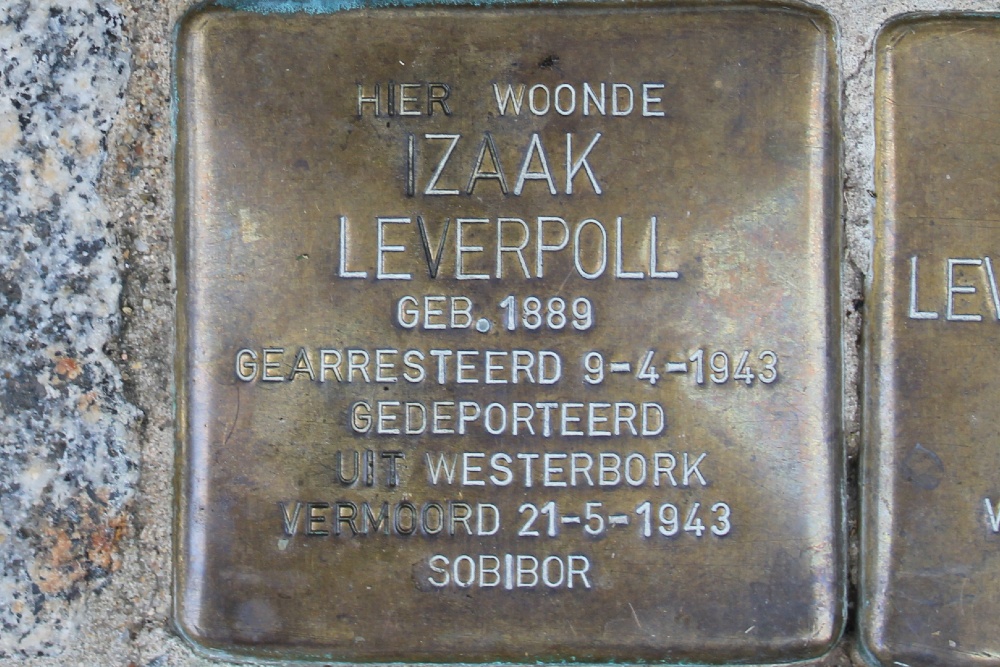 HIER WOONDE
IZAAK
LEVERPOLL
GEB. 1889
GEARRESTEERD 9-4-1943
GEDEPORTEERD
UIT WESTERBORK
VERMOORD 21-5-1943
SOBIBOR